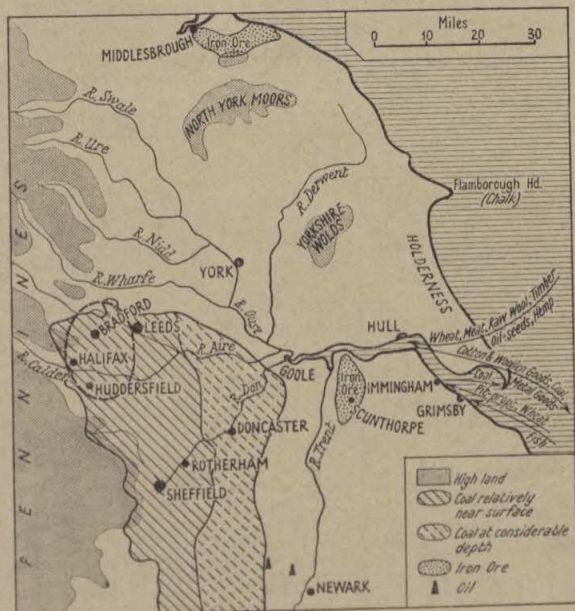 Miles
0 10 20 30
MIDDLESBROUGH
Iron Ore
R. Swale
NORTH YORK MOORS
R. Ure
R. Derwent
Flamborough Hd.
(Chalk)
YORKSHIRE
WOLDS
HOLDERNESS
R. Nidd
YORK
R. Wharfe
R. Ouse
PENNINES
BRADFORD
LEEDS
HULL
Wheat, Meat, Raw Wool, Timber
Oil-seeds, Hemp
Cotton & Woollen Goods, Coal,
Metal Goods
Coal
Pit-props, Wheat
Fish
R. Calder
HALIFAX
R. Aire
GOOLE
HUDDERSFIELD
R. Don
Iron
Ore
IMMINGHAM
GRIMSBY
SCUNTHORPE
DONCASTER
R. Trent
ROTHERHAM
SHEFFIELD
NEWARK
High land
Coal relatively
near surface
Coal at considerable
depth
Iron Ore
Oil